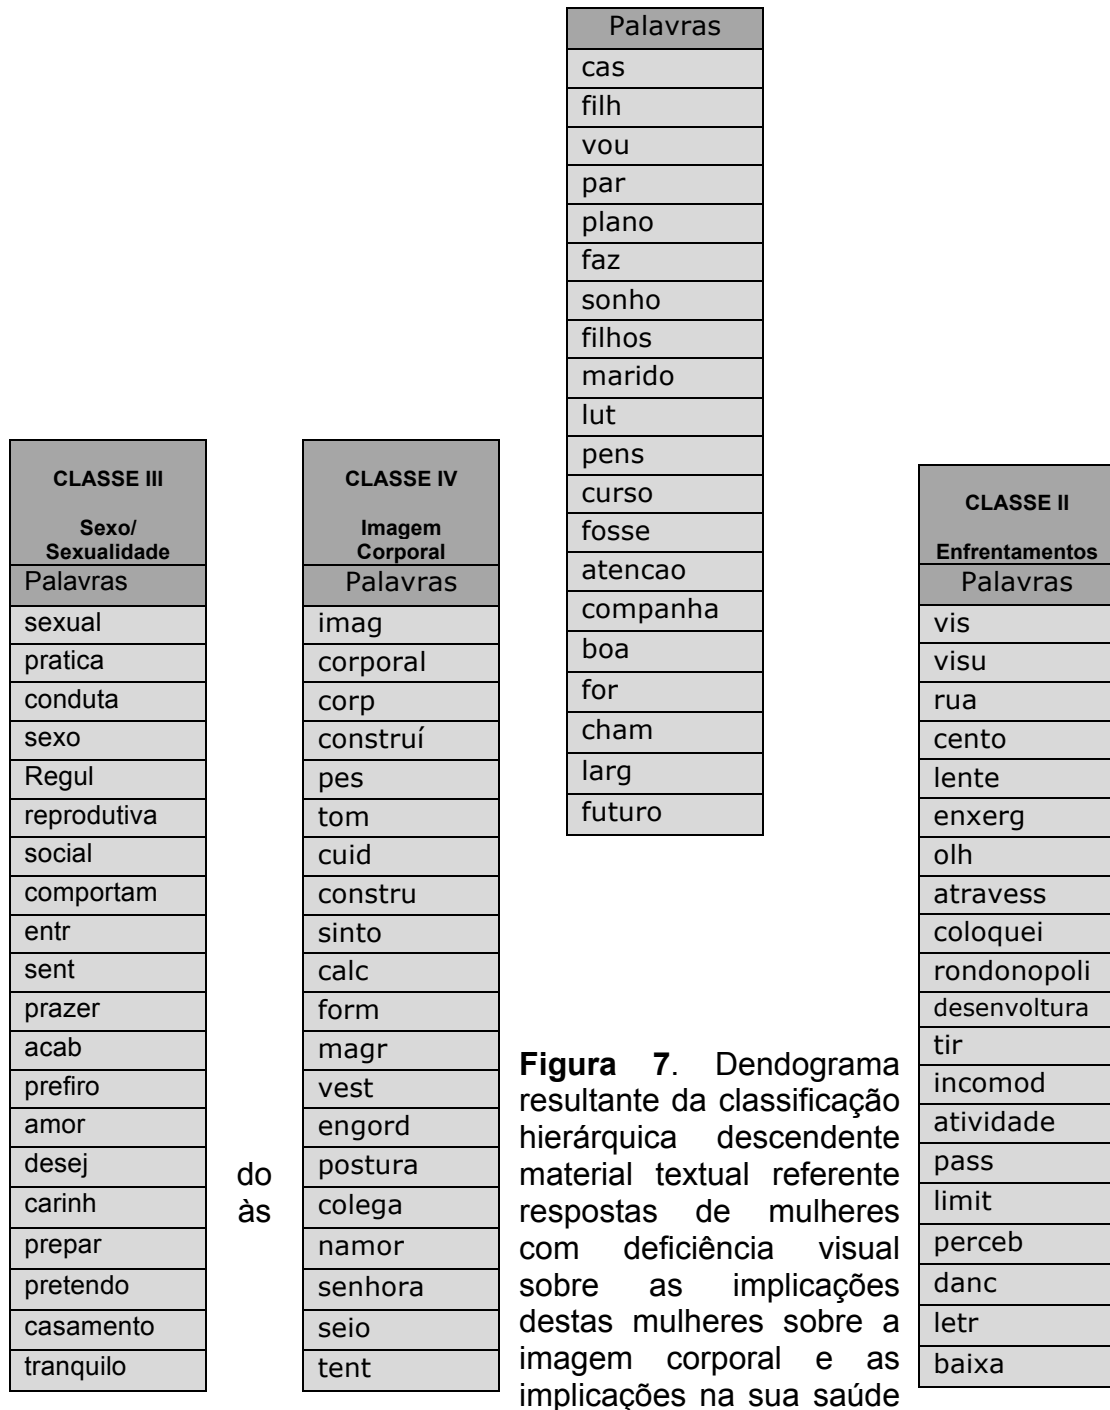 Palavras
cas
filh
vou
par
plano
faz
sonho
filhos
marido
lut
pens
curso
fosse
atencao
companha
boa
for
cham
larg
futuro
CLASSE III
Sexo/
Sexualidade
Palavras
sexual
pratica
conduta
sexo
Regul
reprodutiva
social
comportam
entr
sent
prazer
acab
prefiro
amor
desej
carinh
prepar
pretendo
casamento
tranquilo
CLASSE IV
Imagem
Corporal
Palavras
imag
corporal
corp
construí
pes
tom
cuid
constru
sinto
calc
form
magr
vest
engord
postura
colega
namor
senhora
seio
tent
CLASSE II
Enfrentamentos
Palavras
vis
visu
rua
cento
lente
enxerg
olh
atravess
coloquei
rondonopoli
desenvoltura
tir
incomod
atividade
pass
limit
perceb
danc
letr
baixa
Figura 7. Dendograma
resultante da classificação
hierárquica descendente
do material textual referente
às respostas de mulheres
com deficiência visual
sobre as implicações
destas mulheres sobre a
imagem corporal e as
implicações na sua saúde